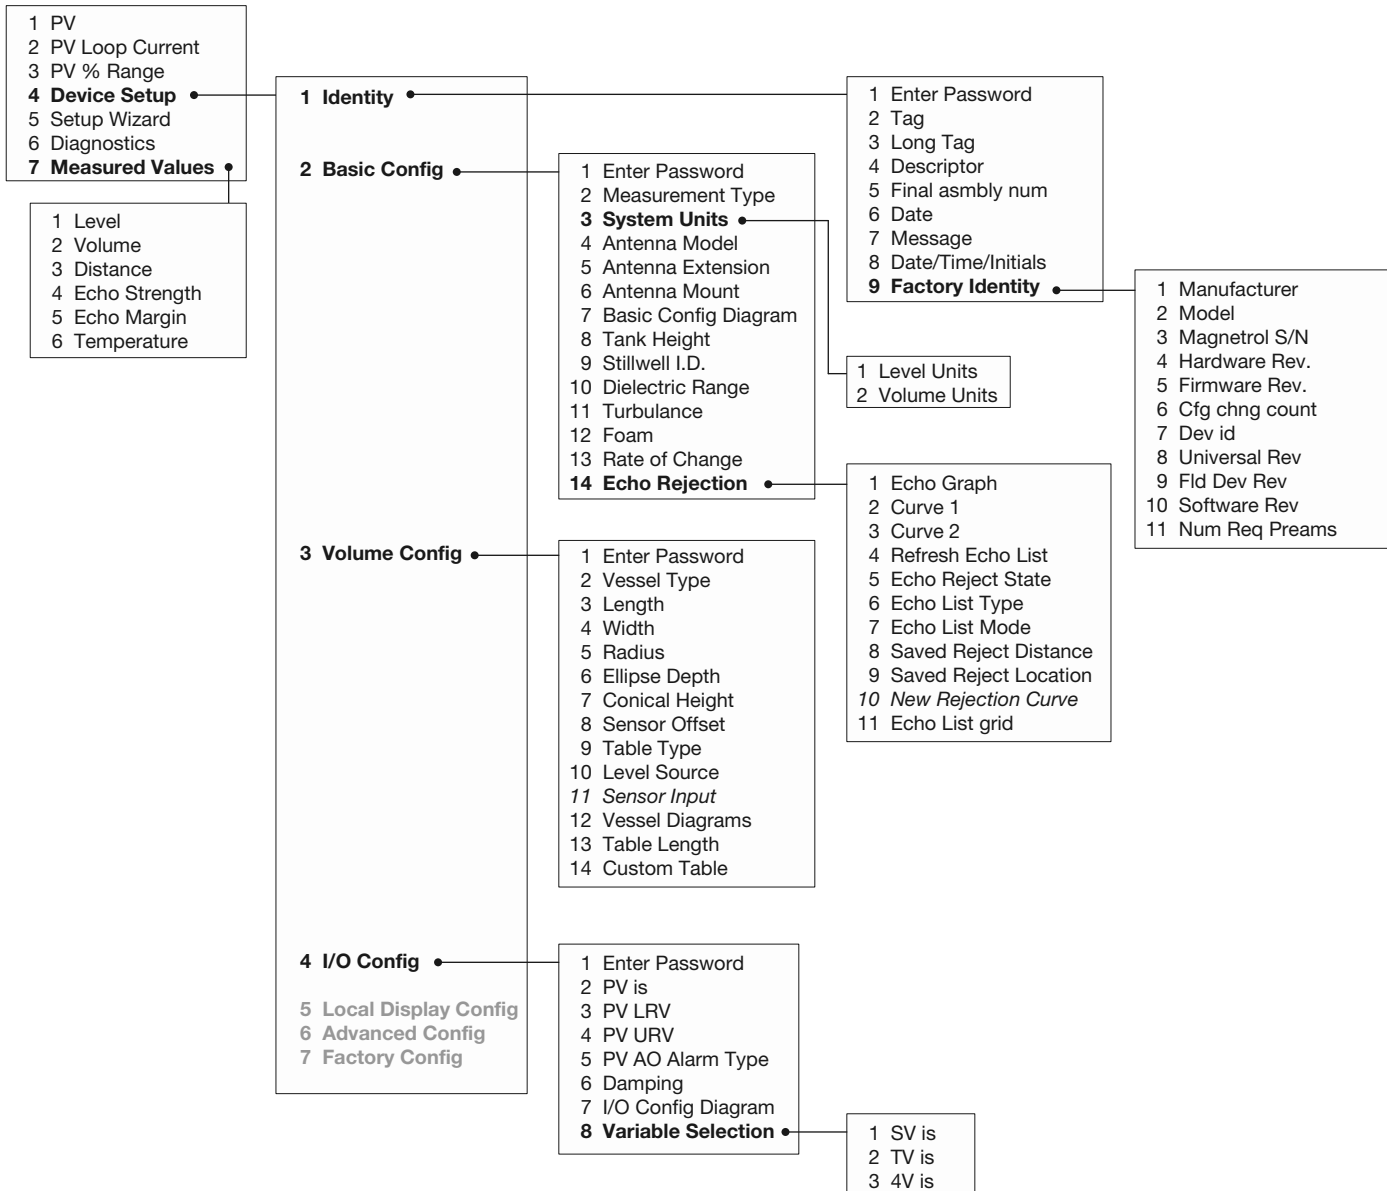 1 PV
2 PV Loop Current
3 PV % Range
4 Device Setup
5 Setup Wizard
6 Diagnostics
7 Measured Values
1 Level
2 Volume
3 Distance
4 Echo Strength
5 Echo Margin
6 Temperature
1 Identity
2 Basic Config
3 Volume Config
4 I/O Config
5 Local Display Config
6 Advanced Config
7 Factory Config
1 Enter Password
2 Measurement Type
3 System Units
4 Antenna Model
5 Antenna Extension
6 Antenna Mount
7 Basic Config Diagram
8 Tank Height
9 Stillwell I.D.
10 Dielectric Range
11 Turbulance
12 Foam
13 Rate of Change
14 Echo Rejection
1 Enter Password
2 Vessel Type
3 Length
4 Width
5 Radius
6 Ellipse Depth
7 Conical Height
8 Sensor Offset
9 Table Type
10 Level Source
11 Sensor Input
12 Vessel Diagrams
13 Table Length
14 Custom Table
1 Enter Password
2 PV is
3 PV LRV
4 PV URV
5 PV AO Alarm Type
6 Damping
7 I/O Config Diagram
8 Variable Selection
1 Enter Password
2 Tag
3 Long Tag
4 Descriptor
5 Final asmbly num
6 Date
7 Message
8 Date/Time/Initials
9 Factory Identity
1 Level Units
2 Volume Units
1 Echo Graph
2 Curve 1
3 Curve 2
4 Refresh Echo List
5 Echo Reject State
6 Echo List Type
7 Echo List Mode
8 Saved Reject Distance
9 Saved Reject Location
10 New Rejection Curve
11 Echo List grid
1 SV is
2 TV is
3 4V is
1 Manufacturer
2 Model
3 Magnetrol S/N
4 Hardware Rev.
5 Firmware Rev.
6 Cfg chng count
7 Dev id
8 Universal Rev
9 Fld Dev Rev
10 Software Rev
11 Num Req Preams